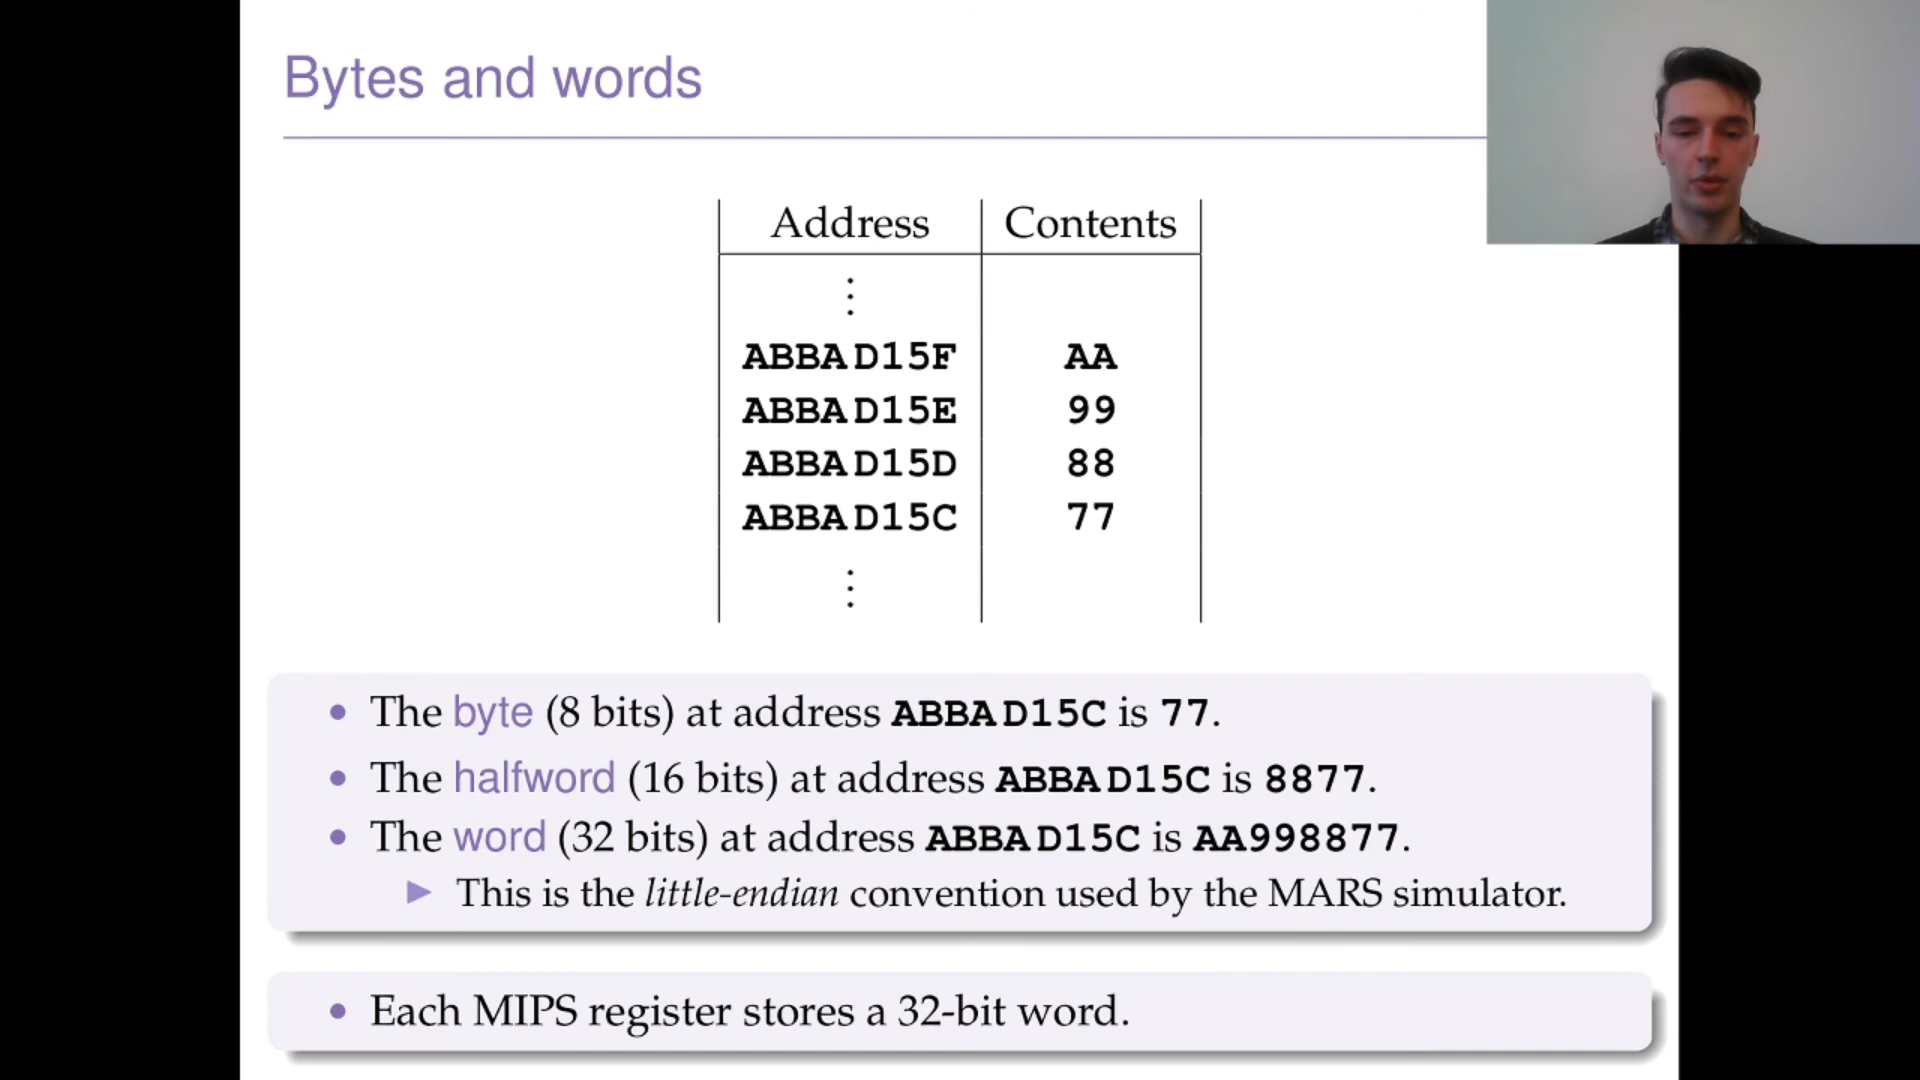 Bytes and words
Address Contents
⋮
ABBAD15F AA
ABBAD15E 99
ABBAD15D 88
ABBAD15C 77
⋮
• The byte (8 bits) at address ABBAD15C is 77.
• The halfword (16 bits) at address ABBAD15C is 8877.
• The word (32 bits) at address ABBAD15C is AA998877.
▶ This is the little-endian convention used by the MARS simulator.
• Each MIPS register stores a 32-bit word.